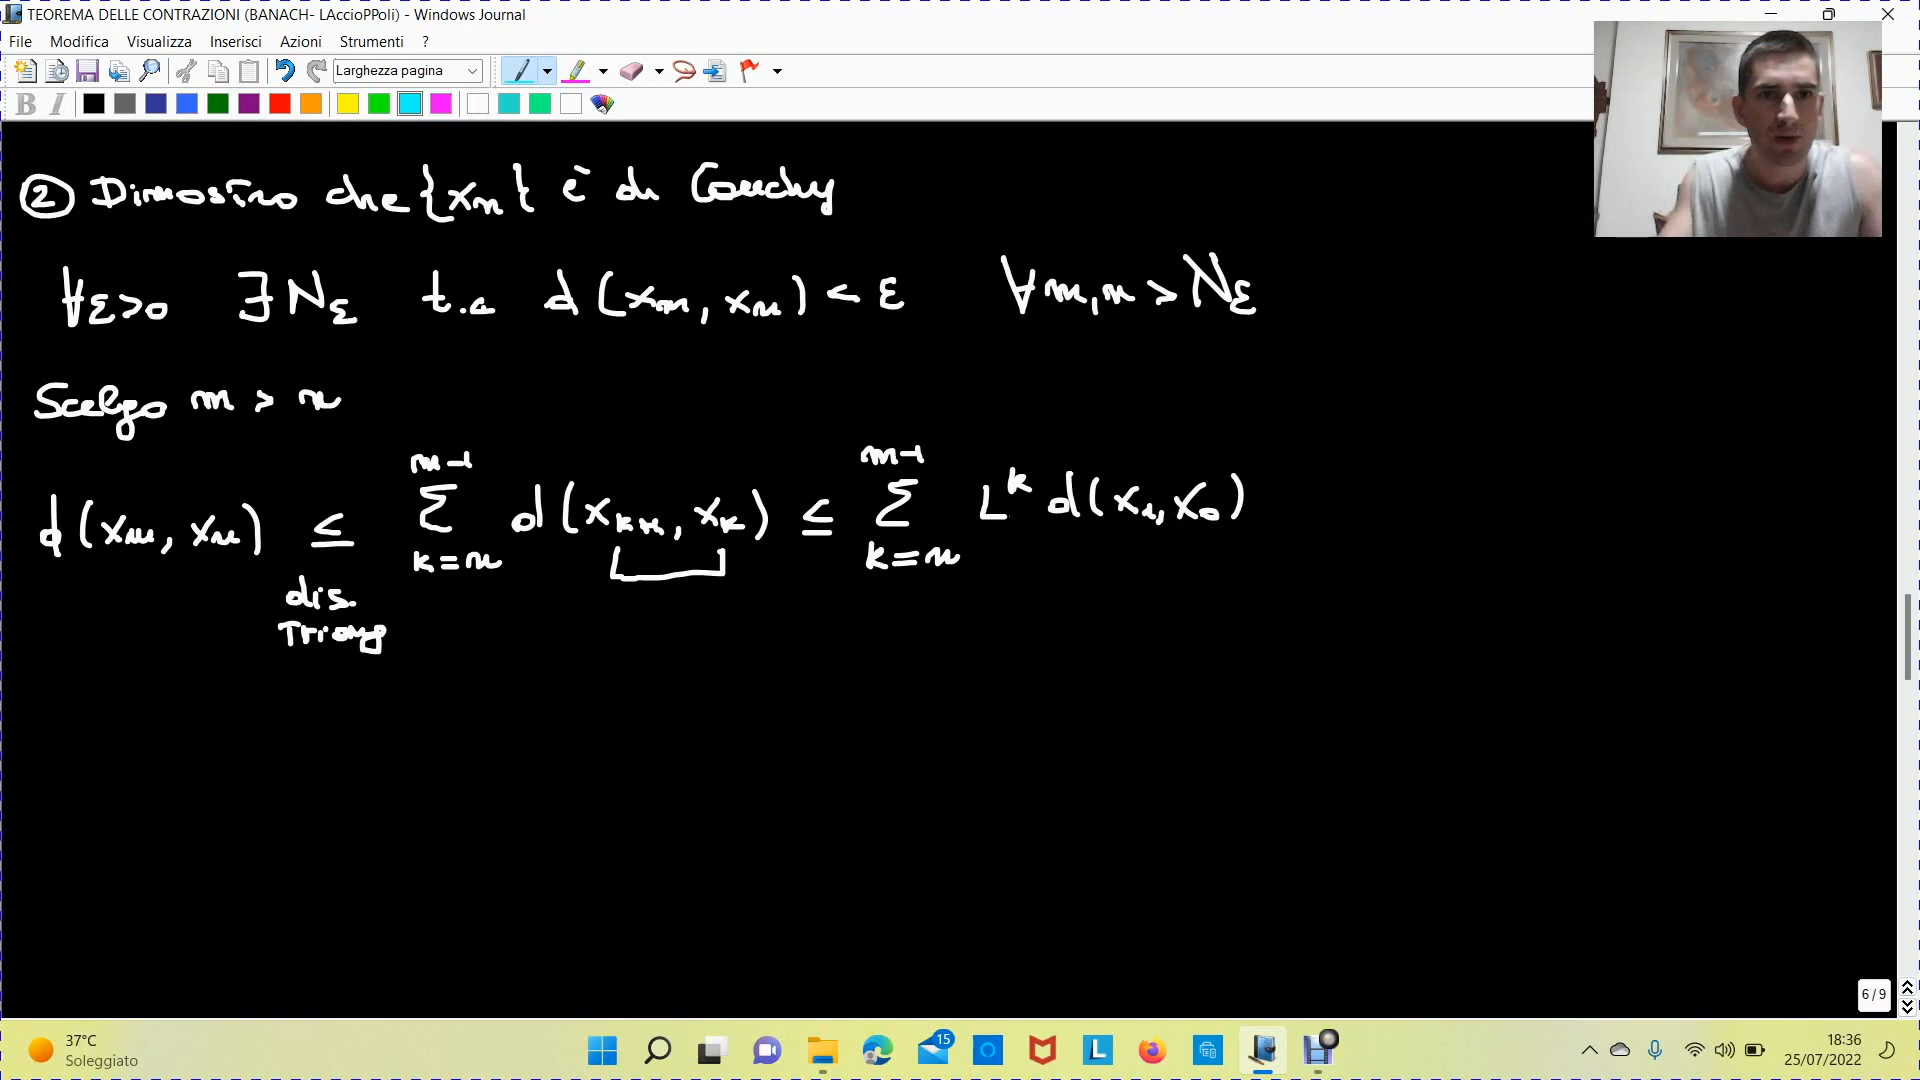 TEOREMA DELLE CONTRAZIONI (BANACH- LAccioPPoli) - Windows Journal
File Modifica Visualizza Inserisci Azioni Strumenti ?
Larghezza pagina
B I
② Dimostro che {xn} è di Cauchy
∀ε>0 ∃Nε t.c d(xm, xn) < ε ∀m,n > Nε
Scelgo m > n
d(xm, xn) ≤ Σ_{k=n}^{m-1} d(xk+1, xk) ≤ Σ_{k=n}^{m-1} L^k d(x1, x0)
dis.
Triang
6 / 9
37°C
Soleggiato
15
L
18:36
25/07/2022